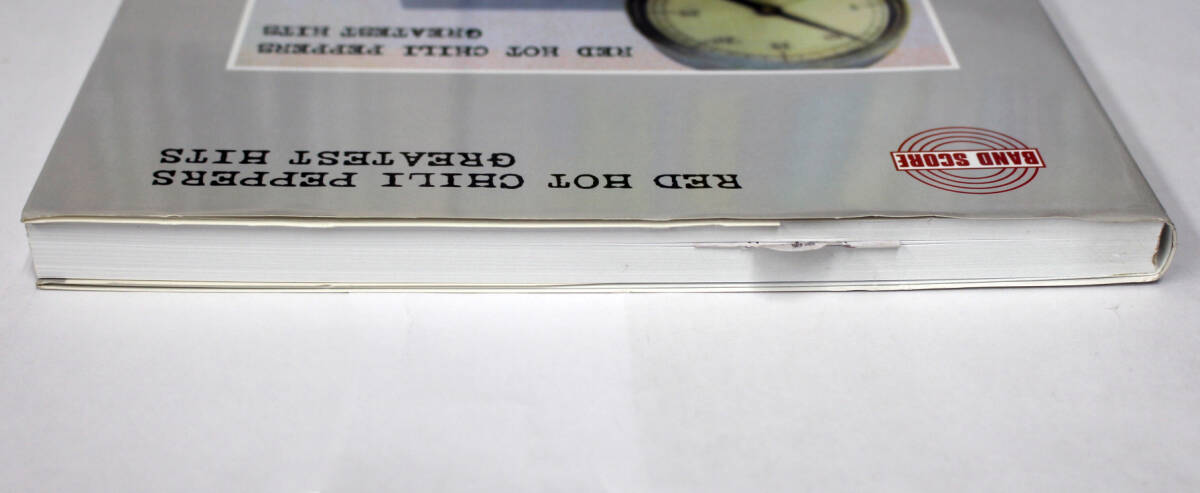 RED HOT CHILI PEPPERS
GREATEST HITS
BAND SCORE
RED HOT CHILI PEPPERS
GREATEST HITS